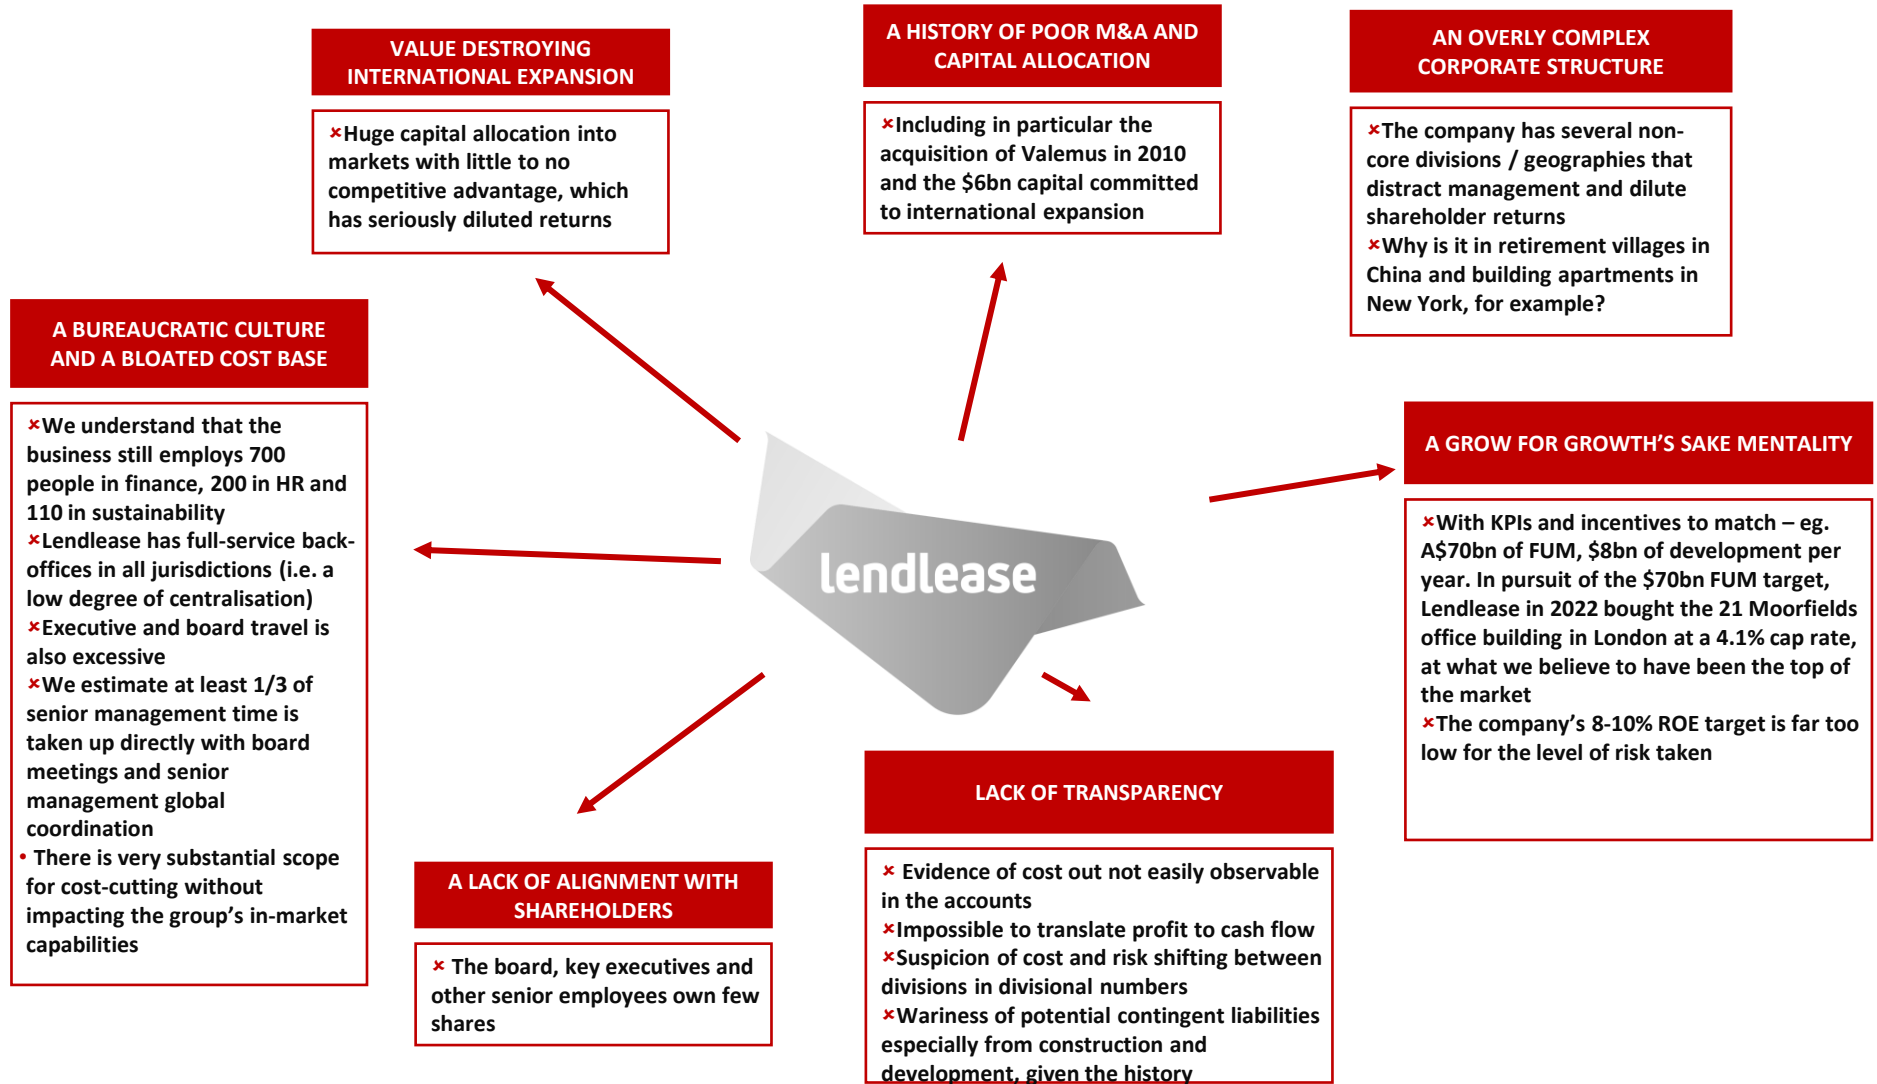 VALUE DESTROYING
INTERNATIONAL EXPANSION
×Huge capital allocation into
markets with little to no
competitive advantage, which
has seriously diluted returns
A HISTORY OF POOR M&A AND
CAPITAL ALLOCATION
×Including in particular the
acquisition of Valemus in 2010
and the $6bn capital committed
to international expansion
AN OVERLY COMPLEX
CORPORATE STRUCTURE
×The company has several non-
core divisions / geographies that
distract management and dilute
shareholder returns
×Why is it in retirement villages in
China and building apartments in
New York, for example?
A BUREAUCRATIC CULTURE
AND A BLOATED COST BASE
×We understand that the
business still employs 700
people in finance, 200 in HR and
110 in sustainability
×Lendlease has full-service back-
offices in all jurisdictions (i.e. a
low degree of centralisation)
×Executive and board travel is
also excessive
×We estimate at least 1/3 of
senior management time is
taken up directly with board
meetings and senior
management global
coordination
• There is very substantial scope
for cost-cutting without
impacting the group's in-market
capabilities
lendlease
A GROW FOR GROWTH'S SAKE MENTALITY
×With KPIs and incentives to match – eg.
A$70bn of FUM, $8bn of development per
year. In pursuit of the $70bn FUM target,
Lendlease in 2022 bought the 21 Moorfields
office building in London at a 4.1% cap rate,
at what we believe to have been the top of
the market
×The company's 8-10% ROE target is far too
low for the level of risk taken
A LACK OF ALIGNMENT WITH
SHAREHOLDERS
× The board, key executives and
other senior employees own few
shares
LACK OF TRANSPARENCY
× Evidence of cost out not easily observable
in the accounts
×Impossible to translate profit to cash flow
×Suspicion of cost and risk shifting between
divisions in divisional numbers
×Wariness of potential contingent liabilities
especially from construction and
development, given the history